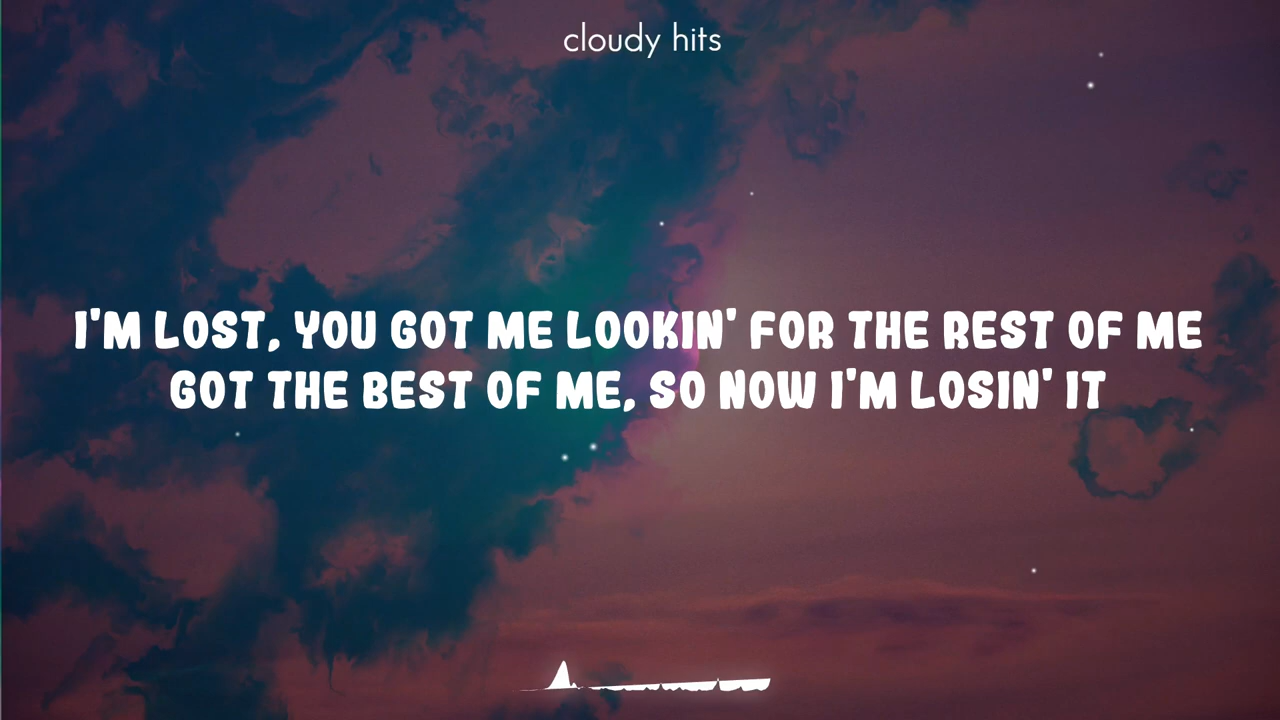 cloudy hits
I'M LOST, YOU GOT ME LOOKIN' FOR THE REST OF ME
GOT THE BEST OF ME, SO NOW I'M LOSIN' IT